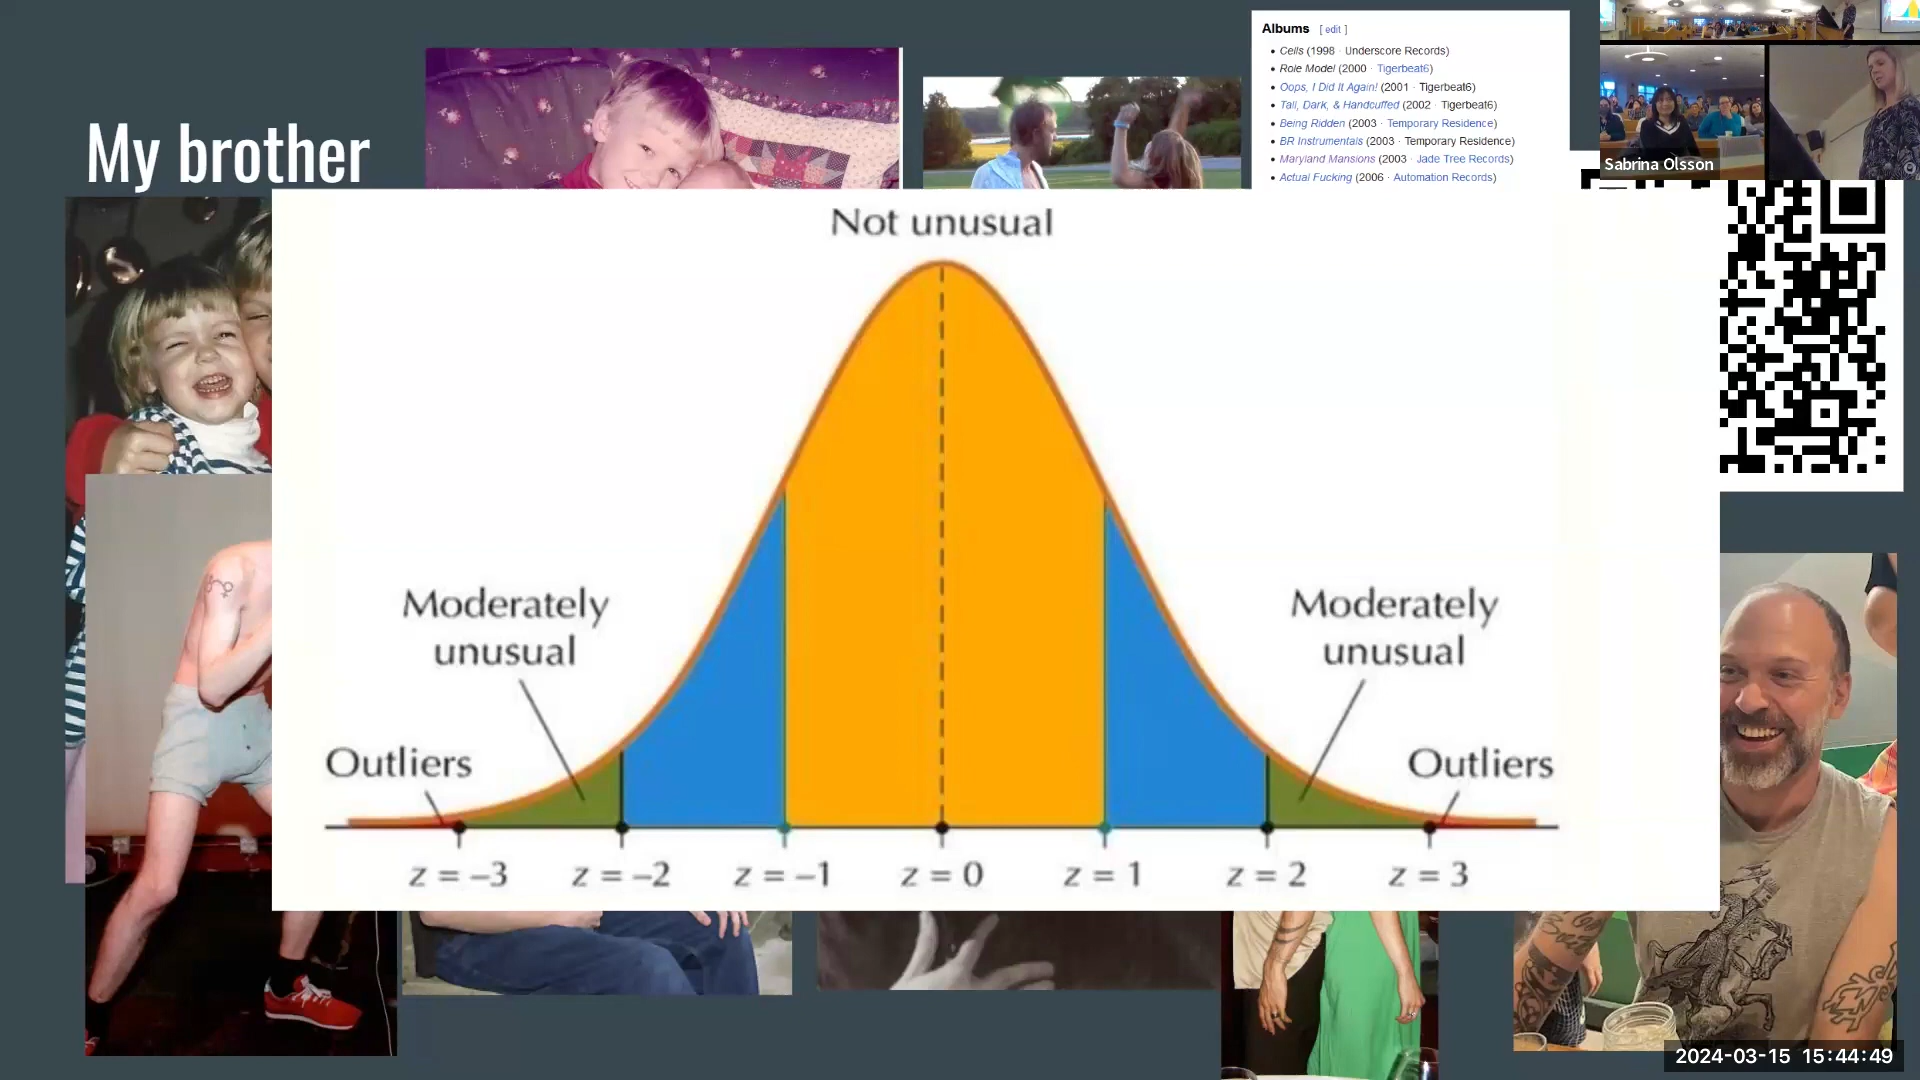 My brother
Albums [ edit ]
• Cells (1998 · Underscore Records)
• Role Model (2000 · Tigerbeat6)
• Oops, I Did It Again! (2001 · Tigerbeat6)
• Tall, Dark, & Handcuffed (2002 · Tigerbeat6)
• Being Ridden (2003 · Temporary Residence)
• BR Instrumentals (2003 · Temporary Residence)
• Maryland Mansions (2003 · Jade Tree Records)
• Actual Fucking (2006 · Automation Records)
Sabrina Olsson
Not unusual
Moderately
unusual
Moderately
unusual
Outliers
Outliers
z = –3 z = –2 z = –1 z = 0 z = 1 z = 2 z = 3
2024-03-15 15:44:49